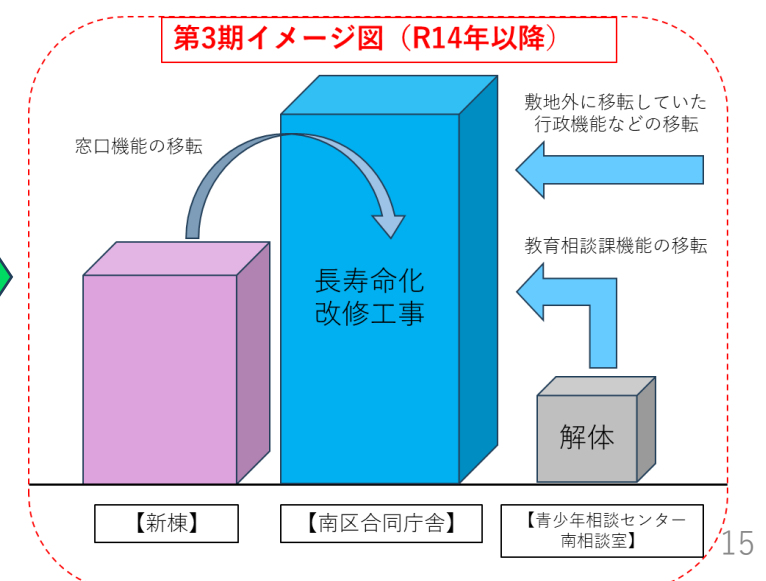 第3期イメージ図（R14年以降）
敷地外に移転していた
行政機能などの移転
窓口機能の移転
教育相談課機能の移転
長寿命化
改修工事
解体
【新棟】
【南区合同庁舎】
【青少年相談センター
南相談室】
15